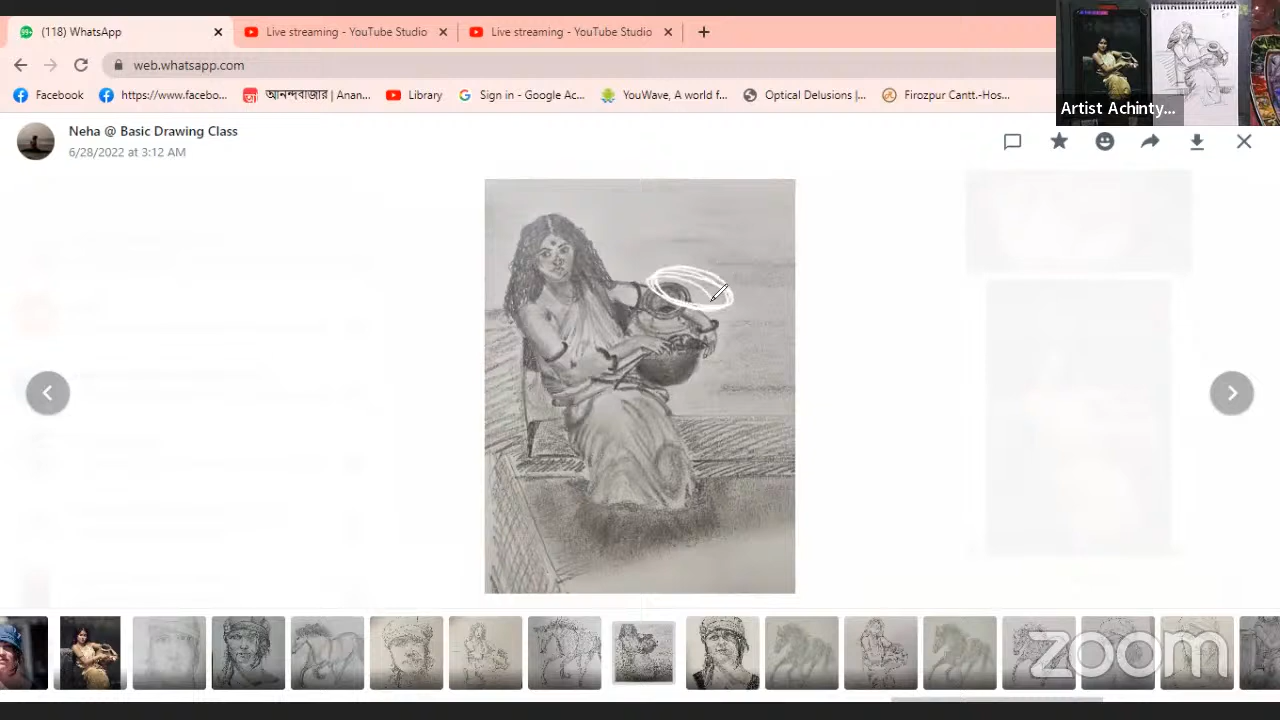 (118) WhatsApp
Live streaming - YouTube Studio
Live streaming - YouTube Studio
web.whatsapp.com
Facebook
https://www.facebo...
আনন্দবাজার | Anan...
Library
Sign in - Google Ac...
YouWave, A world f...
Optical Delusions |...
Firozpur Cantt.-Hos...
Artist Achinty...
Neha @ Basic Drawing Class
6/28/2022 at 3:12 AM
zoom